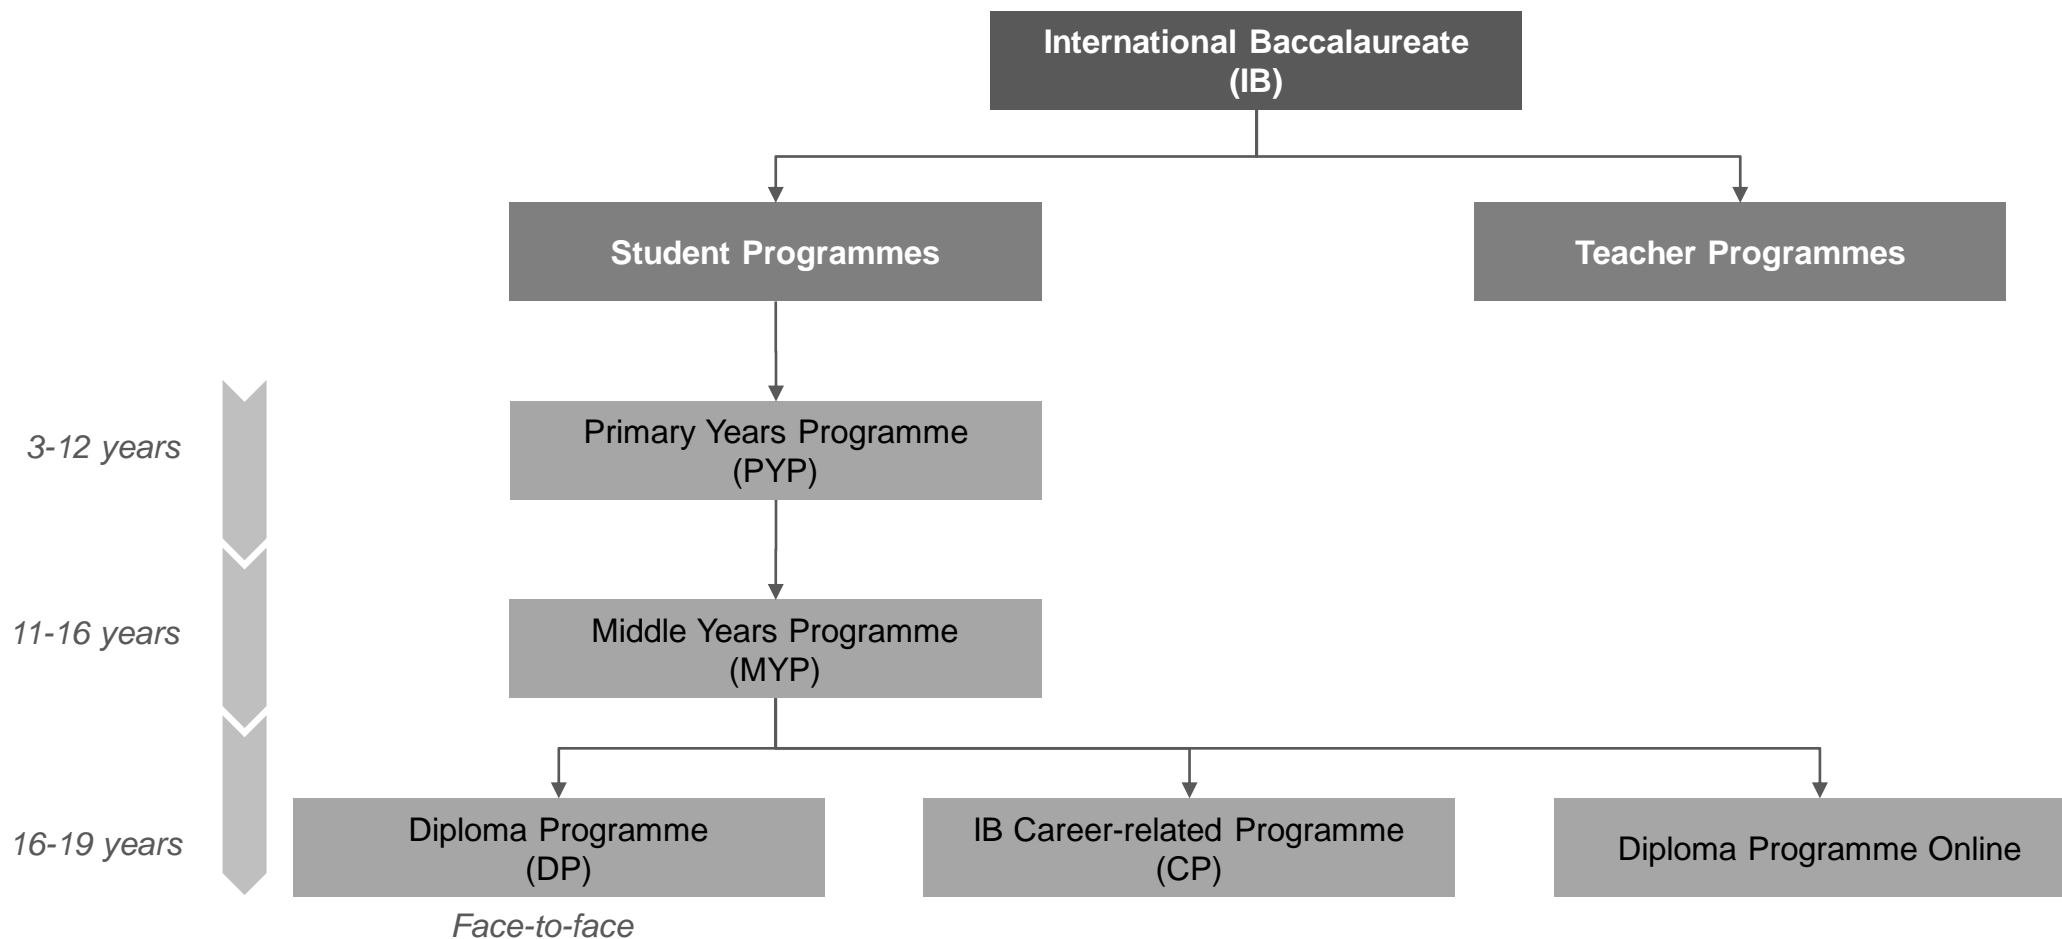 International Baccalaureate
(IB)
Student Programmes
Teacher Programmes
3-12 years
Primary Years Programme
(PYP)
11-16 years
Middle Years Programme
(MYP)
16-19 years
Diploma Programme
(DP)
IB Career-related Programme
(CP)
Diploma Programme Online
Face-to-face